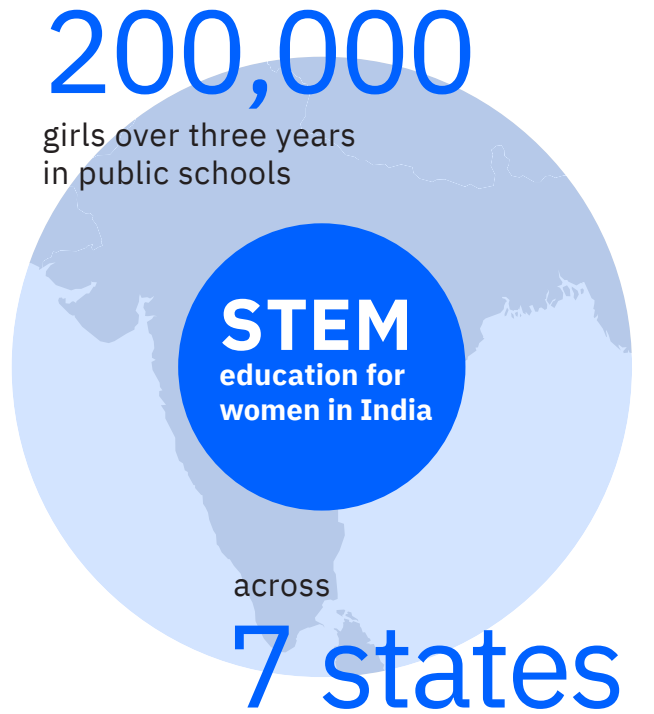 200,000
girls over three years
in public schools
STEM
education for
women in India
across
7 states